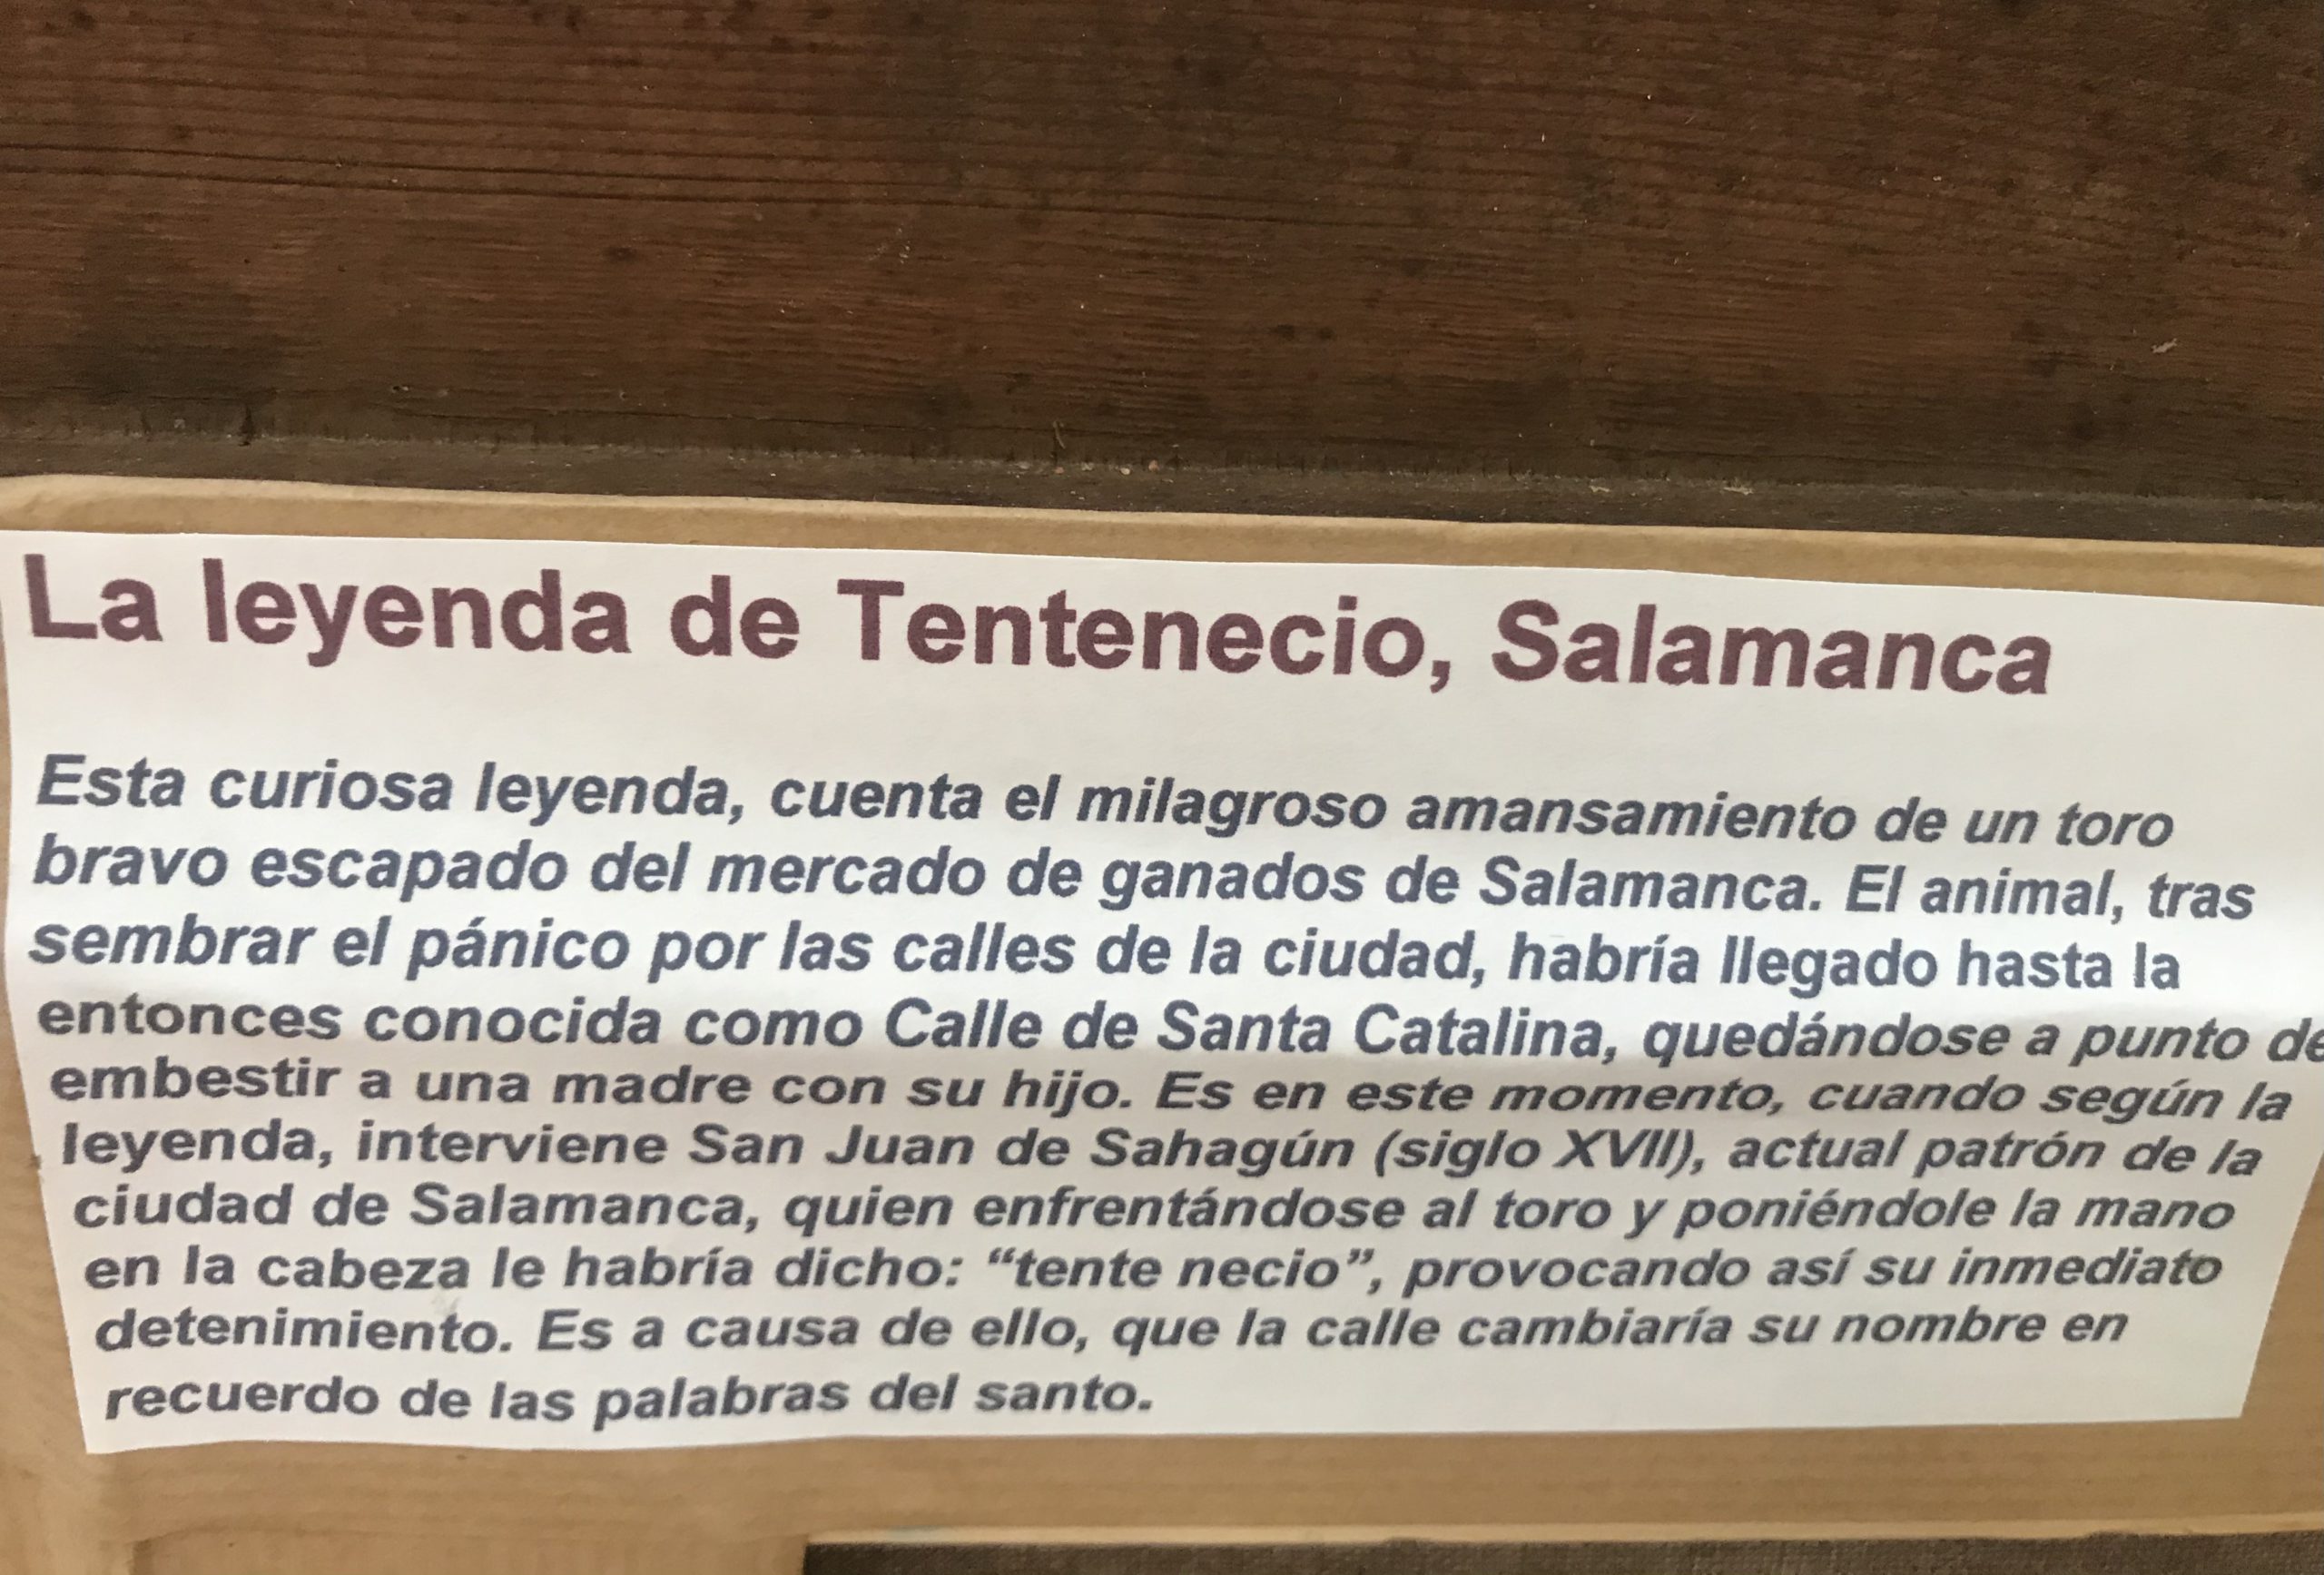 La leyenda de Tentenecio, Salamanca
Esta curiosa leyenda, cuenta el milagroso amansamiento de un toro
bravo escapado del mercado de ganados de Salamanca. El animal, tras
sembrar el pánico por las calles de la ciudad, habría llegado hasta la
entonces conocida como Calle de Santa Catalina, quedándose a punto de
embestir a una madre con su hijo. Es en este momento, cuando según la
leyenda, interviene San Juan de Sahagún (siglo XVII), actual patrón de la
ciudad de Salamanca, quien enfrentándose al toro y poniéndole la mano
en la cabeza le habría dicho: “tente necio”, provocando así su inmediato
detenimiento. Es a causa de ello, que la calle cambiaría su nombre en
recuerdo de las palabras del santo.